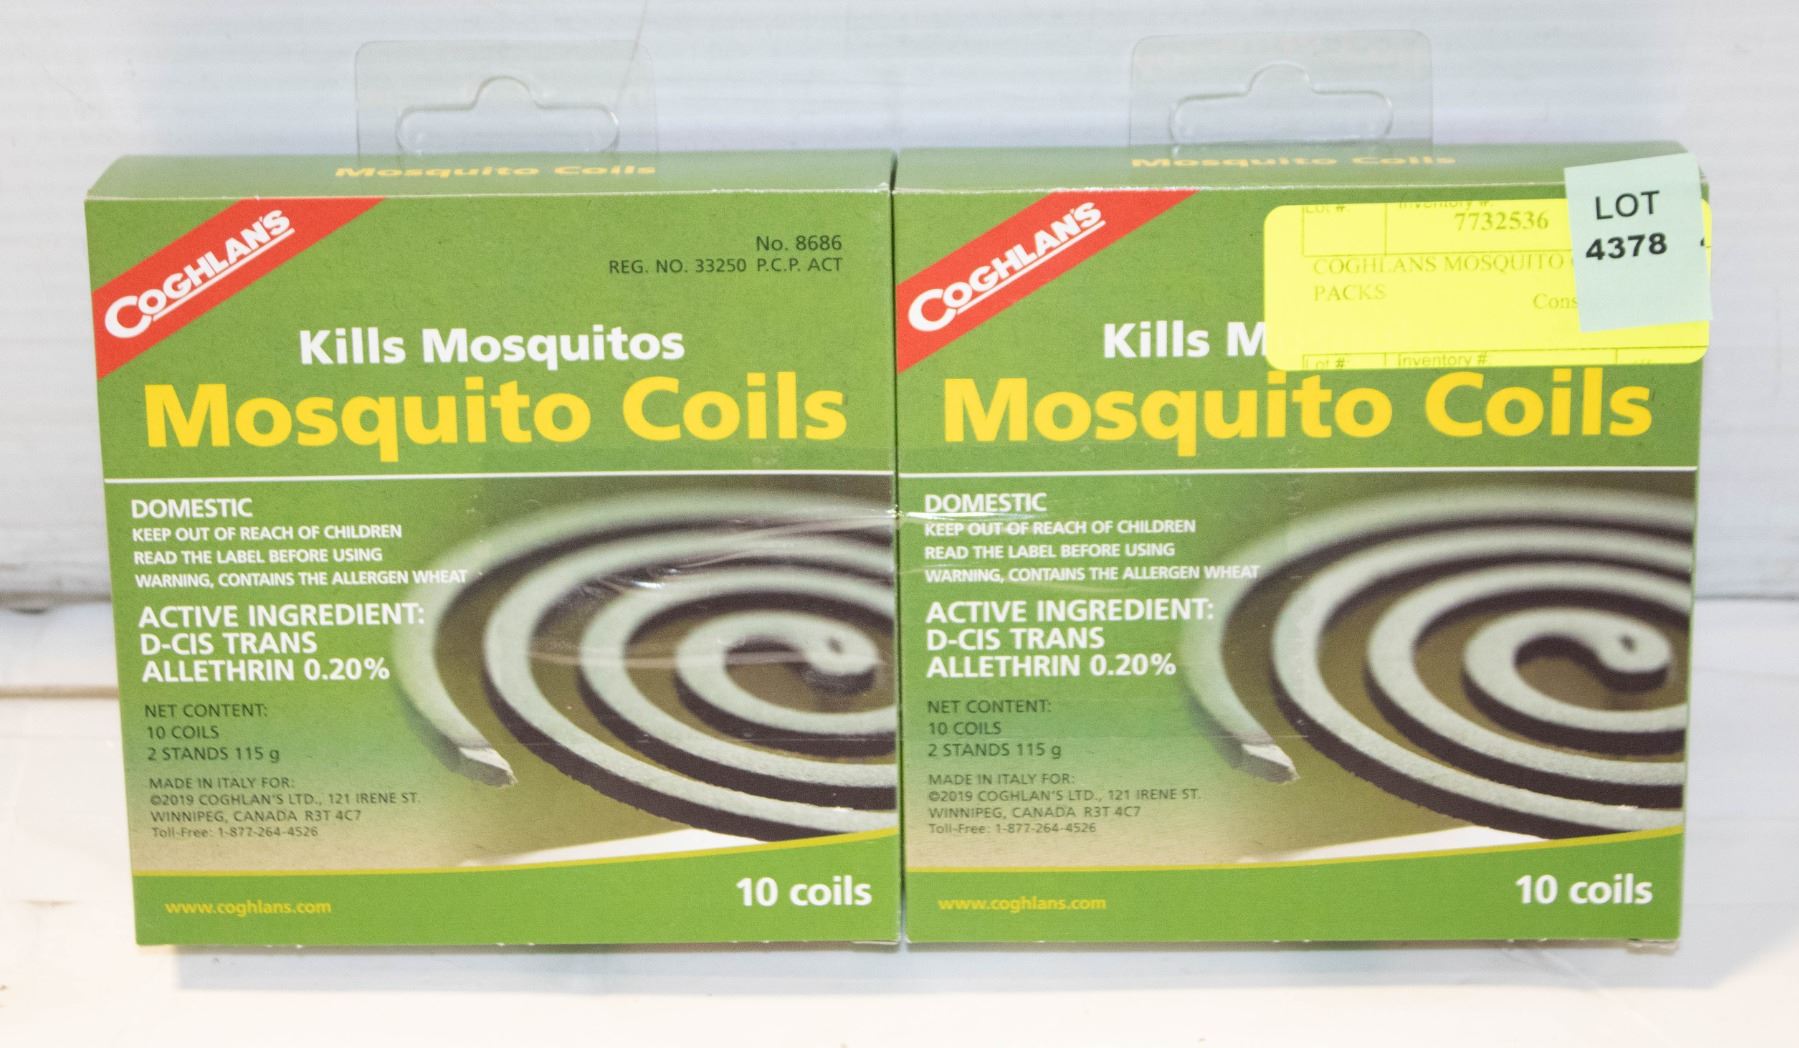 Mosquito Coils
COGHLAN'S
No. 8686
REG. NO. 33250 P.C.P. ACT
Kills Mosquitos
Mosquito Coils
DOMESTIC
KEEP OUT OF REACH OF CHILDREN
READ THE LABEL BEFORE USING
WARNING, CONTAINS THE ALLERGEN WHEAT
ACTIVE INGREDIENT:
D-CIS TRANS
ALLETHRIN 0.20%
NET CONTENT:
10 COILS
2 STANDS 115 g
MADE IN ITALY FOR:
©2019 COGHLAN'S LTD., 121 IRENE ST.
WINNIPEG, CANADA R3T 4C7
Toll-Free: 1-877-264-4526
www.coghlans.com
10 coils
Mosquito Coils
COGHLAN'S
Lot #: Inventory #:
7732536
COGHLANS MOSQUITO
PACKS
Cons
Lot #: Inventory #:
LOT
4378
Kills M
Mosquito Coils
DOMESTIC
KEEP OUT OF REACH OF CHILDREN
READ THE LABEL BEFORE USING
WARNING, CONTAINS THE ALLERGEN WHEAT
ACTIVE INGREDIENT:
D-CIS TRANS
ALLETHRIN 0.20%
NET CONTENT:
10 COILS
2 STANDS 115 g
MADE IN ITALY FOR:
©2019 COGHLAN'S LTD., 121 IRENE ST.
WINNIPEG, CANADA R3T 4C7
Toll-Free: 1-877-264-4526
www.coghlans.com
10 coils